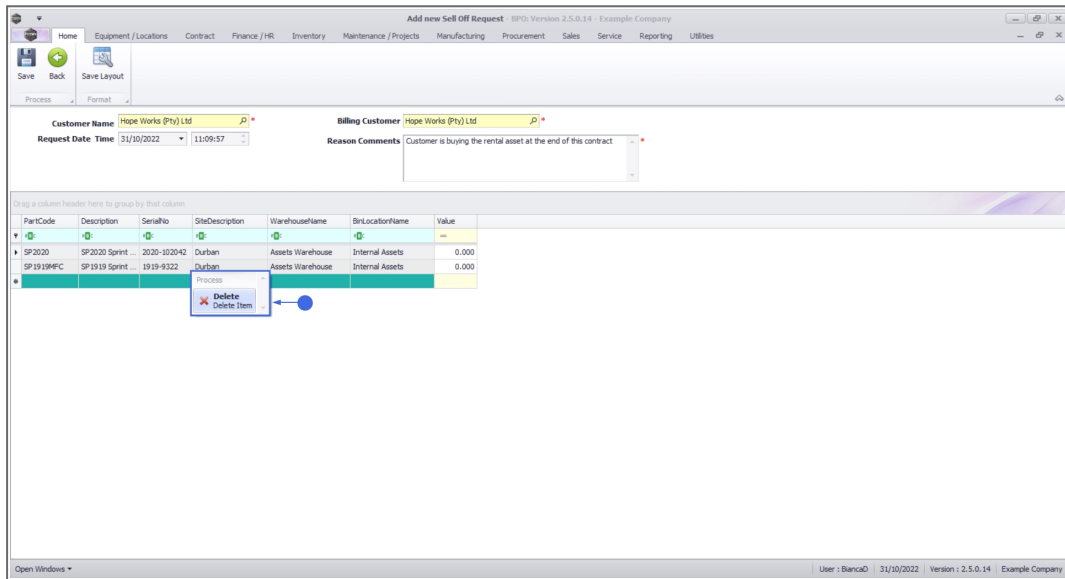 Add new Sell Off Request - BPO: Version 2.5.0.14 - Example Company
Home Equipment / Locations Contract Finance / HR Inventory Maintenance / Projects Manufacturing Procurement Sales Service Reporting Utilities
Save Back Save Layout
Process Format
Customer Name Hope Works (Pty) Ltd * Billing Customer Hope Works (Pty) Ltd *
Request Date Time 31/10/2022 11:09:57 Reason Comments Customer is buying the rental asset at the end of this contract *
Drag a column header here to group by that column
PartCode Description SerialNo SiteDescription WarehouseName BinLocationName Value
=
SP2020 SP2020 Sprint ... 2020-102042 Durban Assets Warehouse Internal Assets 0.000
SP1919MFC SP1919 Sprint ... 1919-9322 Durban Assets Warehouse Internal Assets 0.000
Process
Delete
Delete Item
Open Windows User : BiancaD 31/10/2022 Version : 2.5.0.14 Example Company